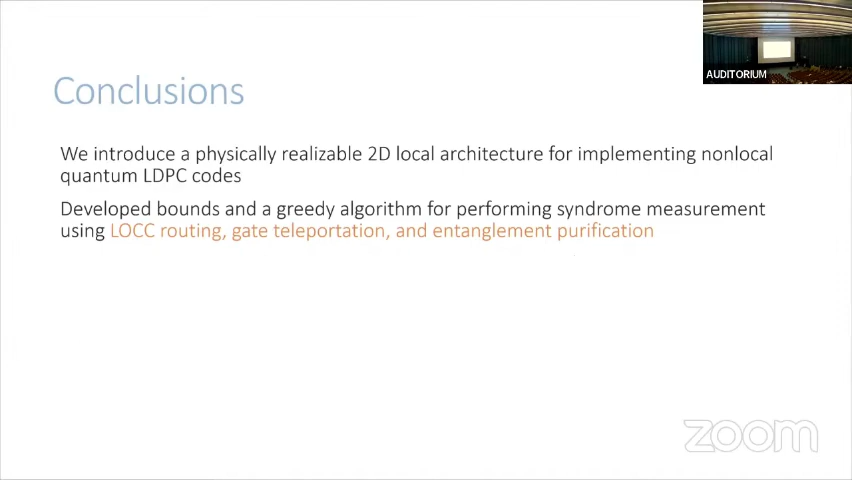 AUDITORIUM
Conclusions
We introduce a physically realizable 2D local architecture for implementing nonlocal
quantum LDPC codes
Developed bounds and a greedy algorithm for performing syndrome measurement
using LOCC routing, gate teleportation, and entanglement purification
zoom